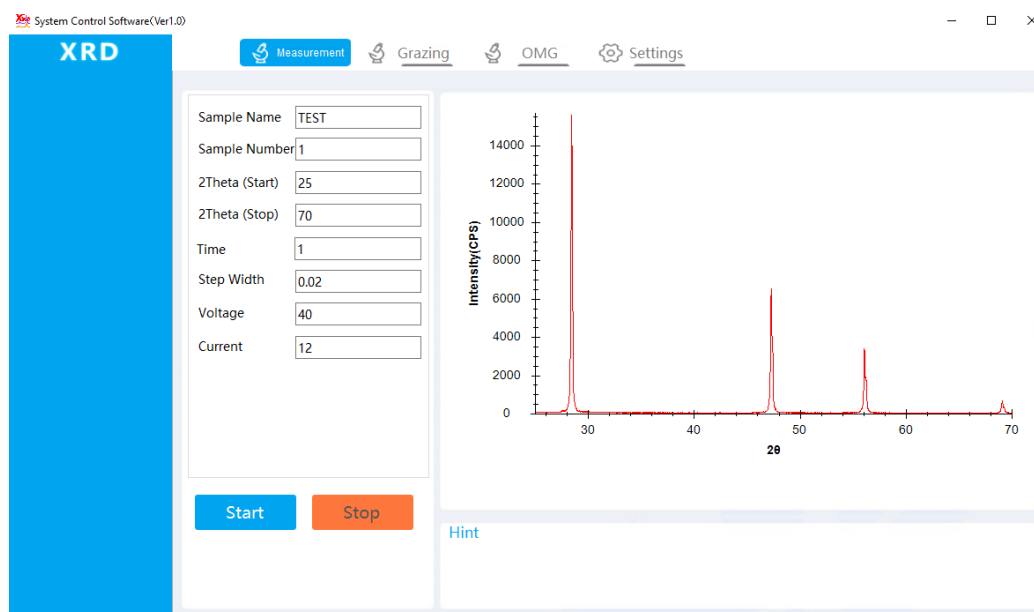 System Control Software(Ver1.0)
XRD
Measurement
Grazing
OMG
Settings
Sample Name
TEST
Sample Number
1
2Theta (Start)
25
2Theta (Stop)
70
Time
1
Step Width
0.02
Voltage
40
Current
12
Start
Stop
Intensity(CPS)
14000
12000
10000
8000
6000
4000
2000
0
30
40
50
60
70
2θ
Hint